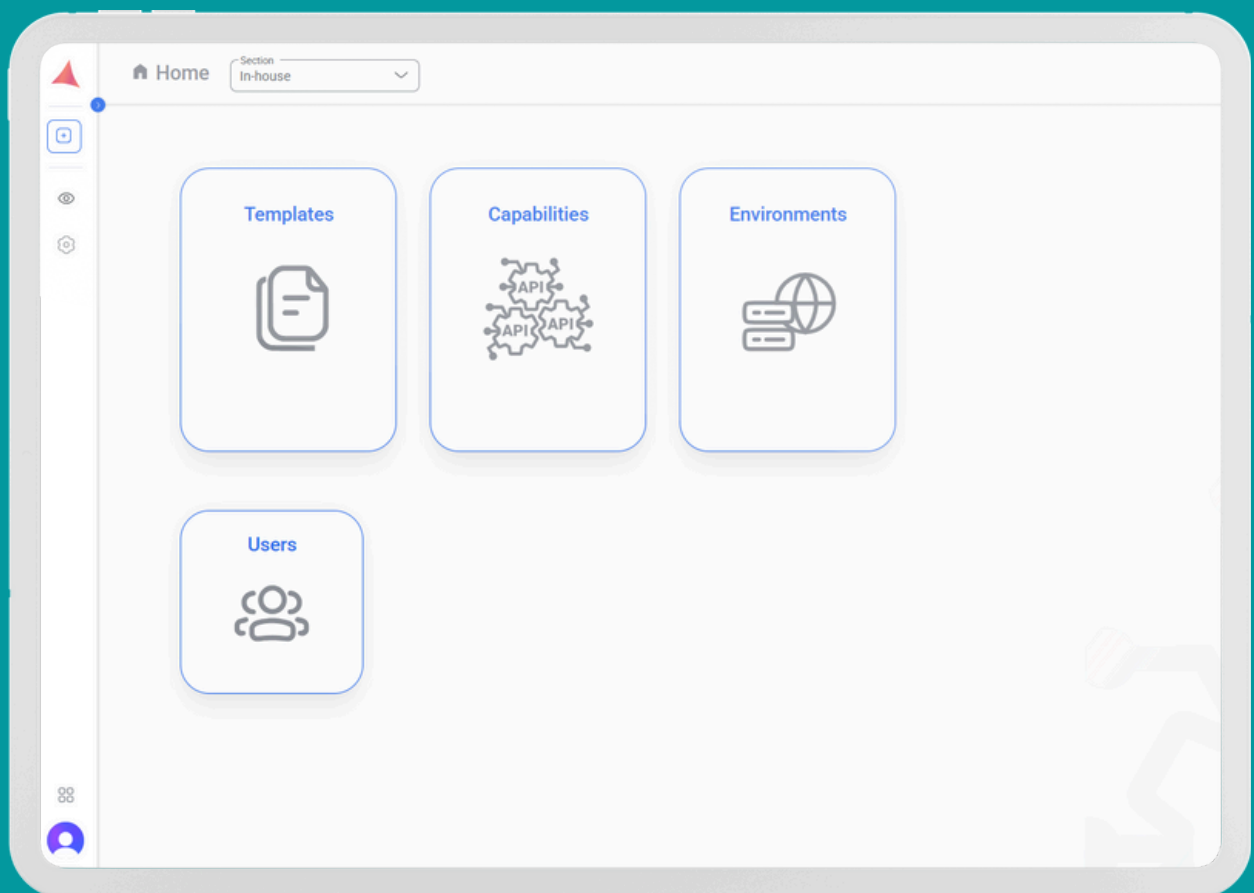 Home
Section
In-house
Templates
Capabilities
Environments
API
API
API
Users